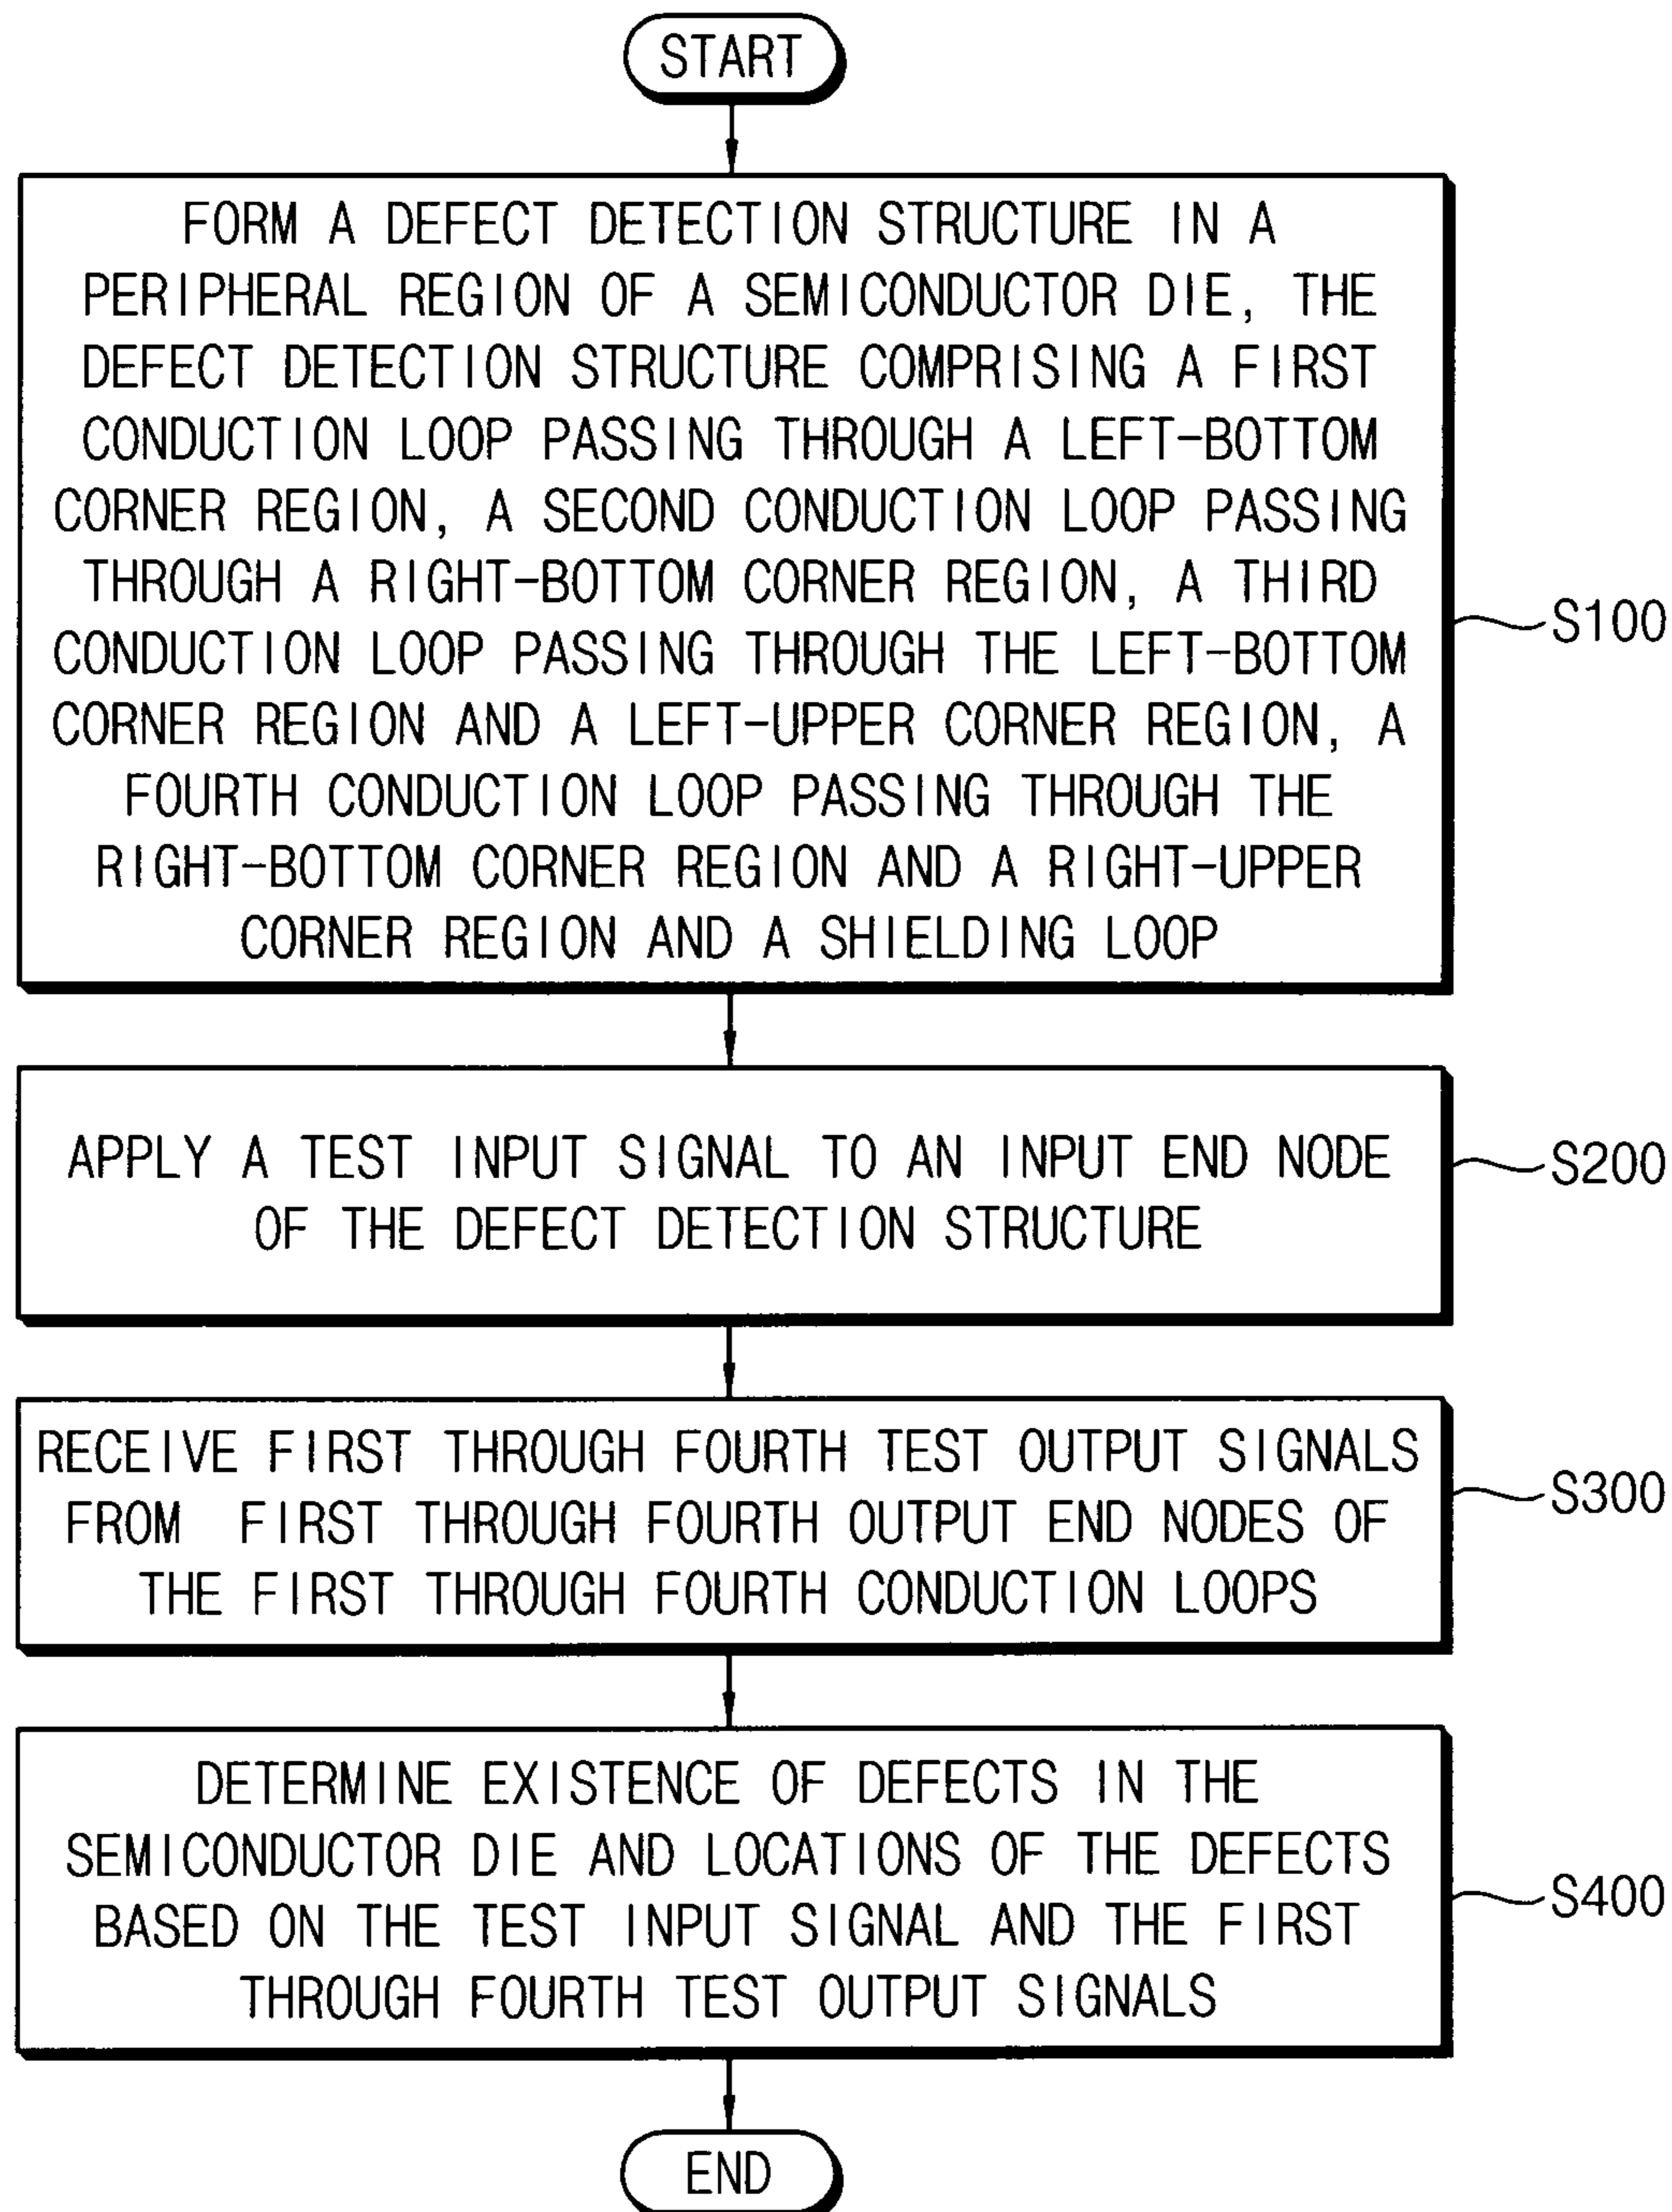 START
FORM A DEFECT DETECTION STRUCTURE IN A
PERIPHERAL REGION OF A SEMICONDUCTOR DIE, THE
DEFECT DETECTION STRUCTURE COMPRISING A FIRST
CONDUCTION LOOP PASSING THROUGH A LEFT-BOTTOM
CORNER REGION, A SECOND CONDUCTION LOOP PASSING
THROUGH A RIGHT-BOTTOM CORNER REGION, A THIRD
CONDUCTION LOOP PASSING THROUGH THE LEFT-BOTTOM
CORNER REGION AND A LEFT-UPPER CORNER REGION, A
FOURTH CONDUCTION LOOP PASSING THROUGH THE
RIGHT-BOTTOM CORNER REGION AND A RIGHT-UPPER
CORNER REGION AND A SHIELDING LOOP
S100
APPLY A TEST INPUT SIGNAL TO AN INPUT END NODE
OF THE DEFECT DETECTION STRUCTURE
S200
RECEIVE FIRST THROUGH FOURTH TEST OUTPUT SIGNALS
FROM FIRST THROUGH FOURTH OUTPUT END NODES OF
THE FIRST THROUGH FOURTH CONDUCTION LOOPS
S300
DETERMINE EXISTENCE OF DEFECTS IN THE
SEMICONDUCTOR DIE AND LOCATIONS OF THE DEFECTS
BASED ON THE TEST INPUT SIGNAL AND THE FIRST
THROUGH FOURTH TEST OUTPUT SIGNALS
S400
END